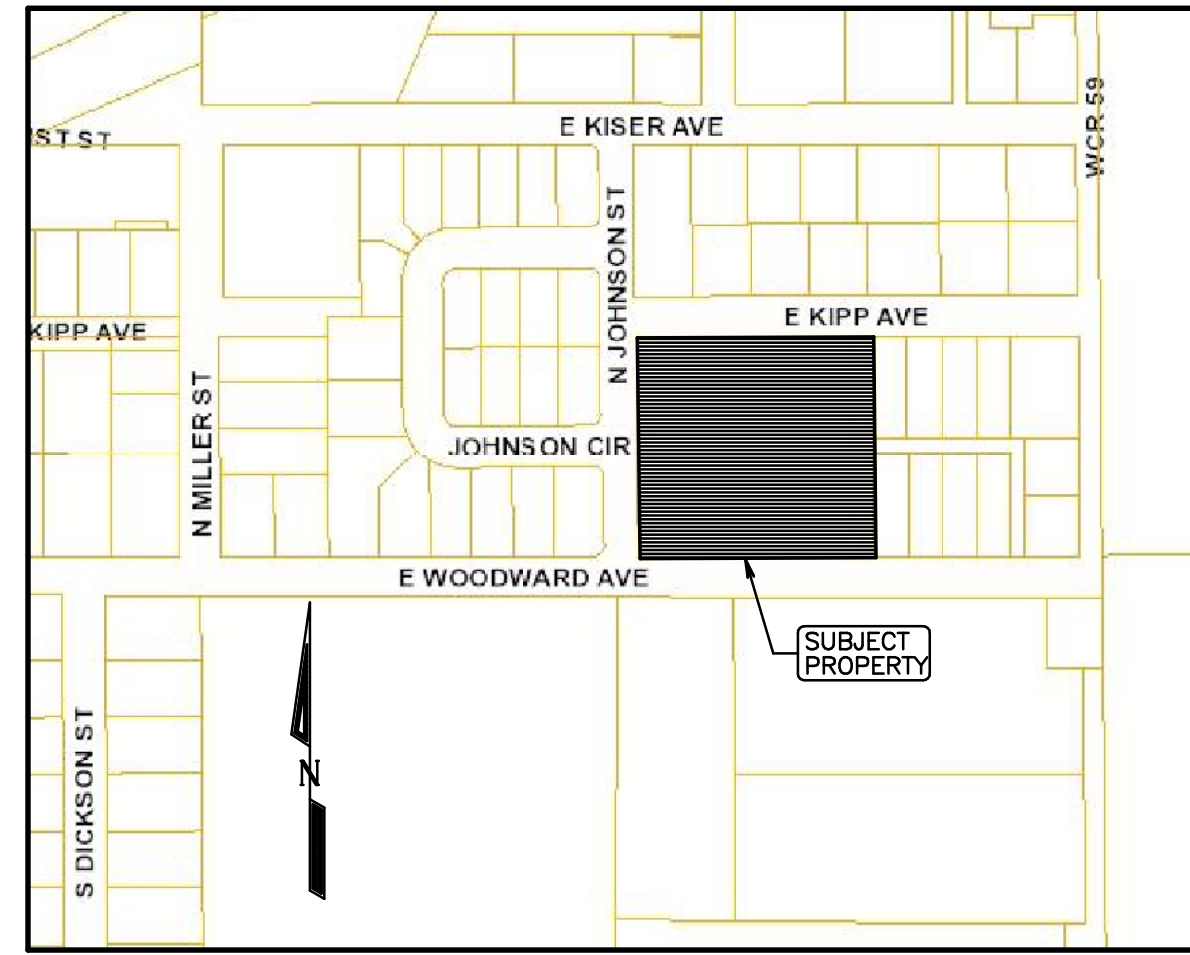 E KISER AVE
ST ST
WCR 59
N JOHNSON ST
E KIPP AVE
KIPP AVE
N MILLER ST
JOHNSON CIR
E WOODWARD AVE
SUBJECT
PROPERTY
S DICKSON ST
N